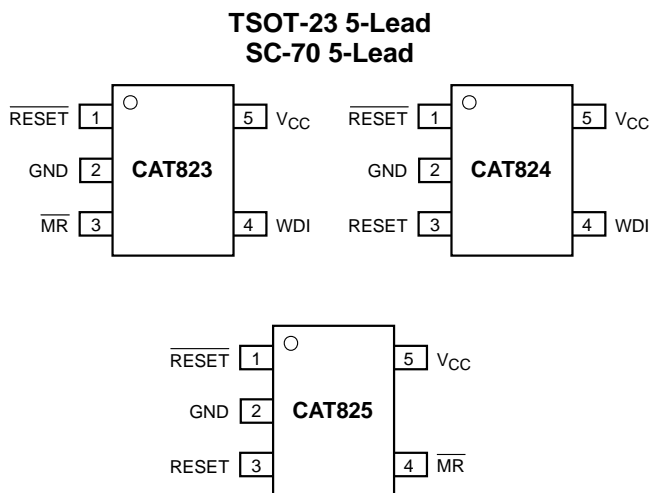 TSOT-23 5-Lead
SC-70 5-Lead
RESET 1
5 VCC
GND 2
CAT823
MR 3
4 WDI
RESET 1
5 VCC
GND 2
CAT824
RESET 3
4 WDI
RESET 1
5 VCC
GND 2
CAT825
RESET 3
4 MR